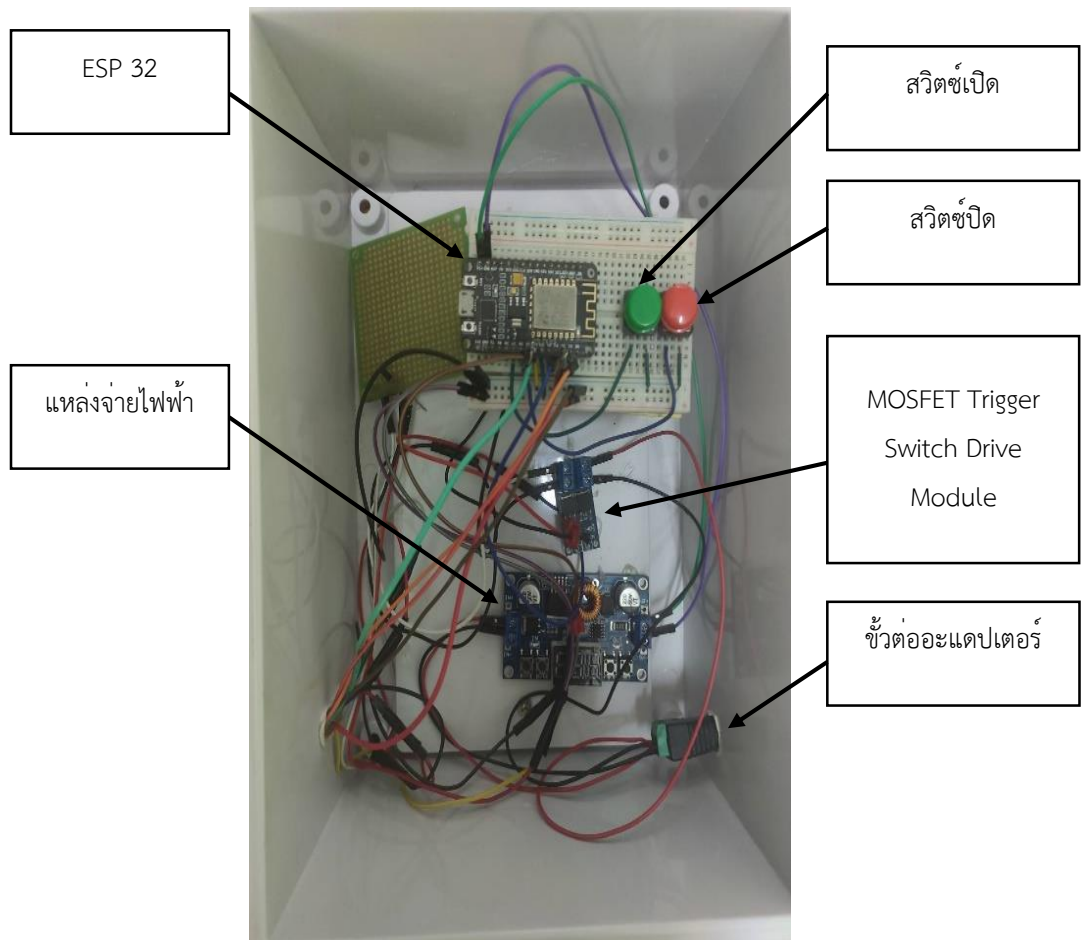 ESP 32
สวิตซ์เปิด
สวิตซ์ปิด
แหล่งจ่ายไฟฟ้า
MOSFET Trigger
Switch Drive
Module
ขั้วต่ออะแดปเตอร์